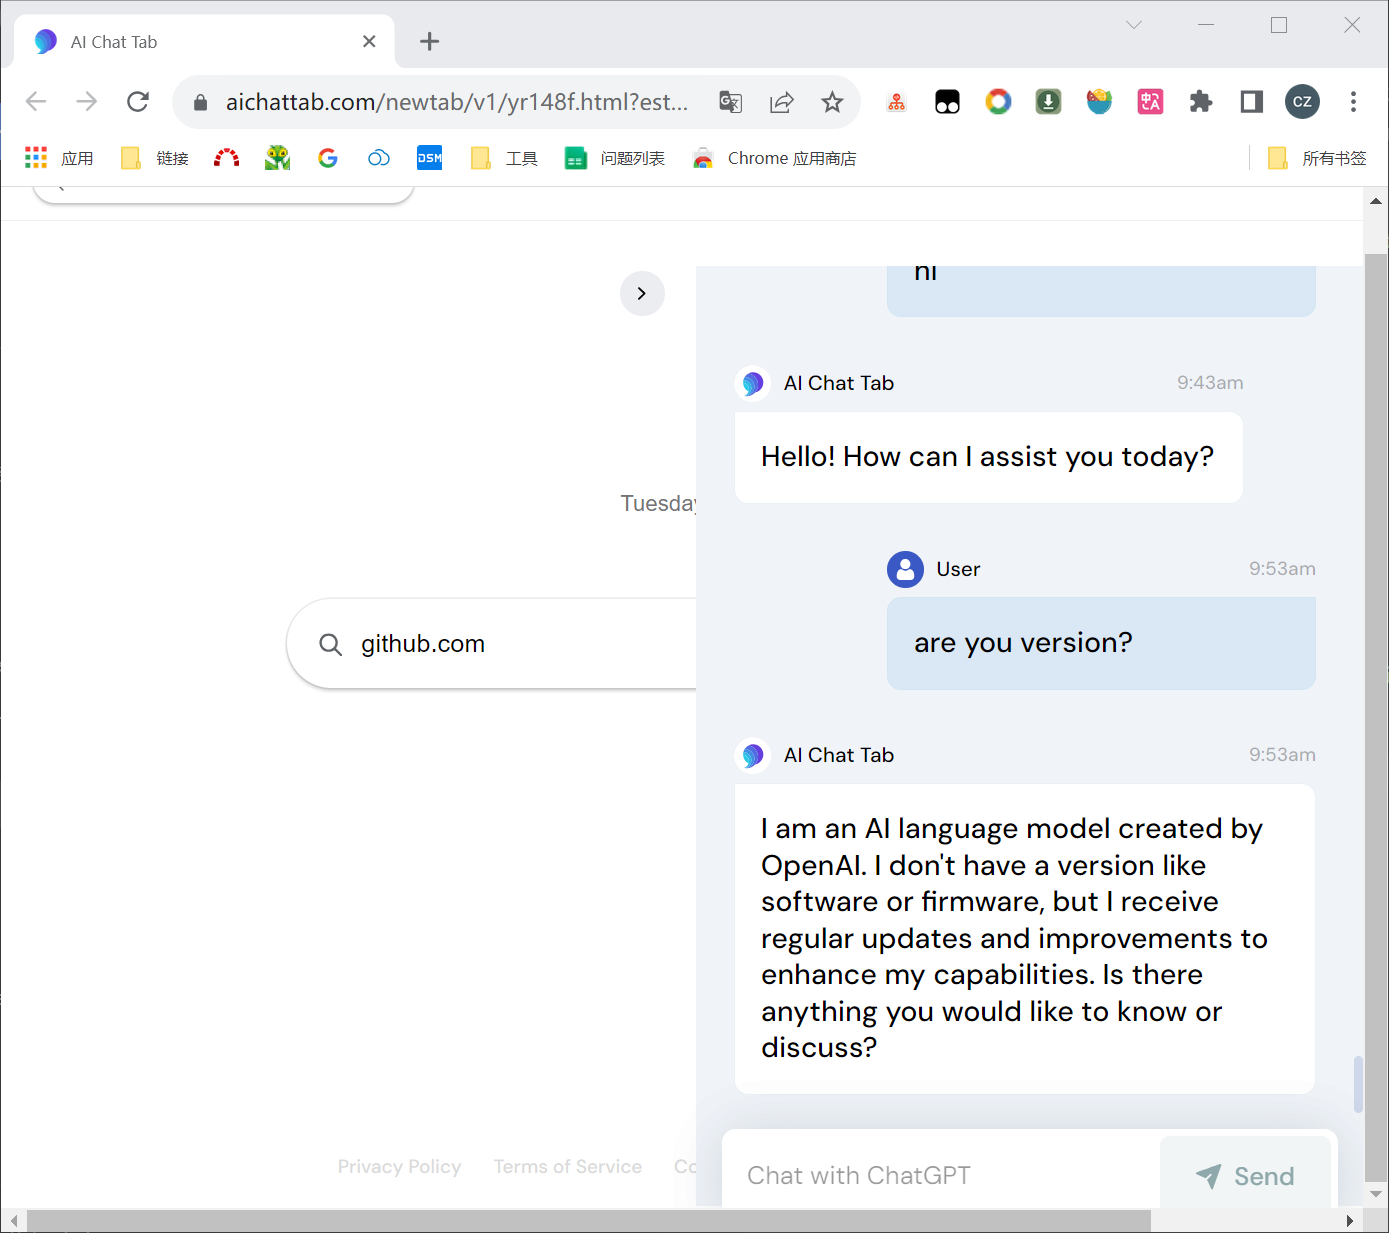 AI Chat Tab
aichattab.com/newtab/v1/yr148f.html?est...
CZ
应用
链接
DSM
工具
问题列表
Chrome 应用商店
所有书签
hi
AI Chat Tab
9:43am
Hello! How can I assist you today?
Tuesday
User
9:53am
are you version?
github.com
AI Chat Tab
9:53am
I am an AI language model created by
OpenAI. I don't have a version like
software or firmware, but I receive
regular updates and improvements to
enhance my capabilities. Is there
anything you would like to know or
discuss?
Privacy Policy
Terms of Service
Co
Chat with ChatGPT
Send